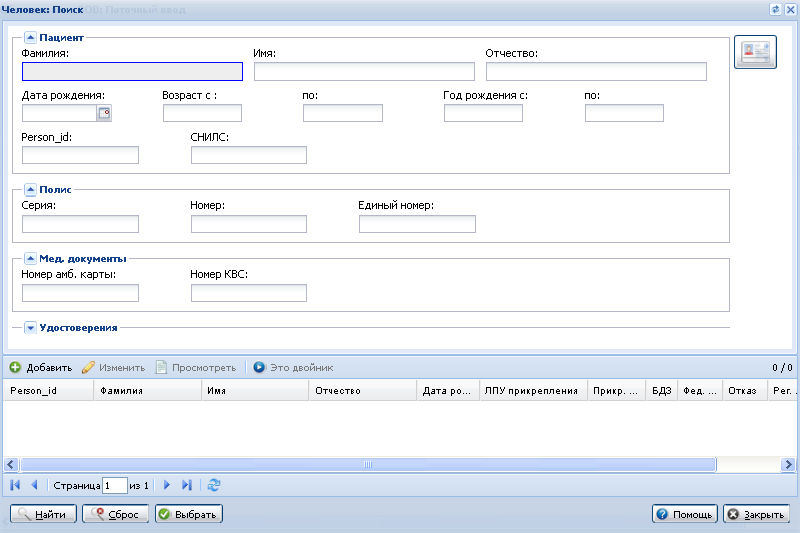 Человек: Поиск
Пациент
Фамилия: Имя: Отчество:
Дата рождения: Возраст с : по: Год рождения с: по:
Person_id: СНИЛС:
Полис
Серия: Номер: Единый номер:
Мед. документы
Номер амб. карты: Номер КВС:
Удостоверения
Добавить Изменить Просмотреть Это двойник 0 / 0
Person_id Фамилия Имя Отчество Дата ро... ЛПУ прикрепления Прикр. ... БДЗ Фед. ... Отказ Рег. .
Страница 1 из 1
Найти Сброс Выбрать Помощь Закрыть